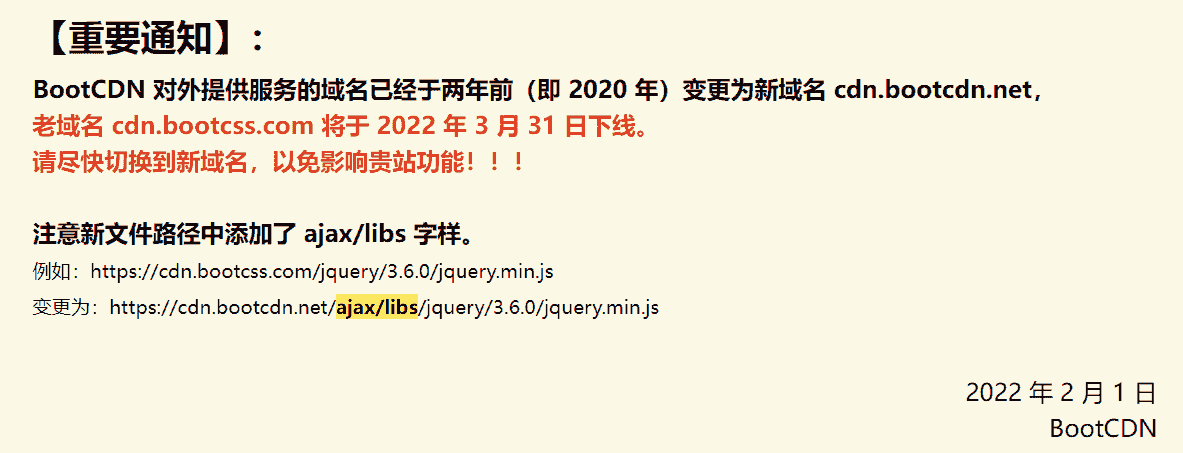 【重要通知】：
BootCDN 对外提供服务的域名已经于两年前（即 2020 年）变更为新域名 cdn.bootcdn.net，
老域名 cdn.bootcss.com 将于 2022 年 3 月 31 日下线。
请尽快切换到新域名，以免影响贵站功能！！！
注意新文件路径中添加了 ajax/libs 字样。
例如：https://cdn.bootcss.com/jquery/3.6.0/jquery.min.js
变更为：https://cdn.bootcdn.net/ajax/libs/jquery/3.6.0/jquery.min.js
2022 年 2 月 1 日
BootCDN